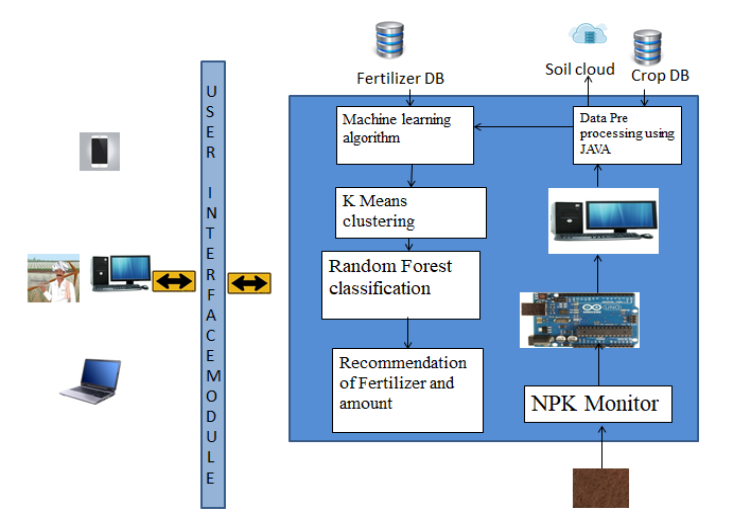 Fertilizer DB
Soil cloud
Crop DB
USER INTERFACE MODULE
Machine learning
algorithm
Data Pre
processing using
JAVA
K Means
clustering
Random Forest
classification
Recommendation
of Fertilizer and
amount
UNO
NPK Monitor